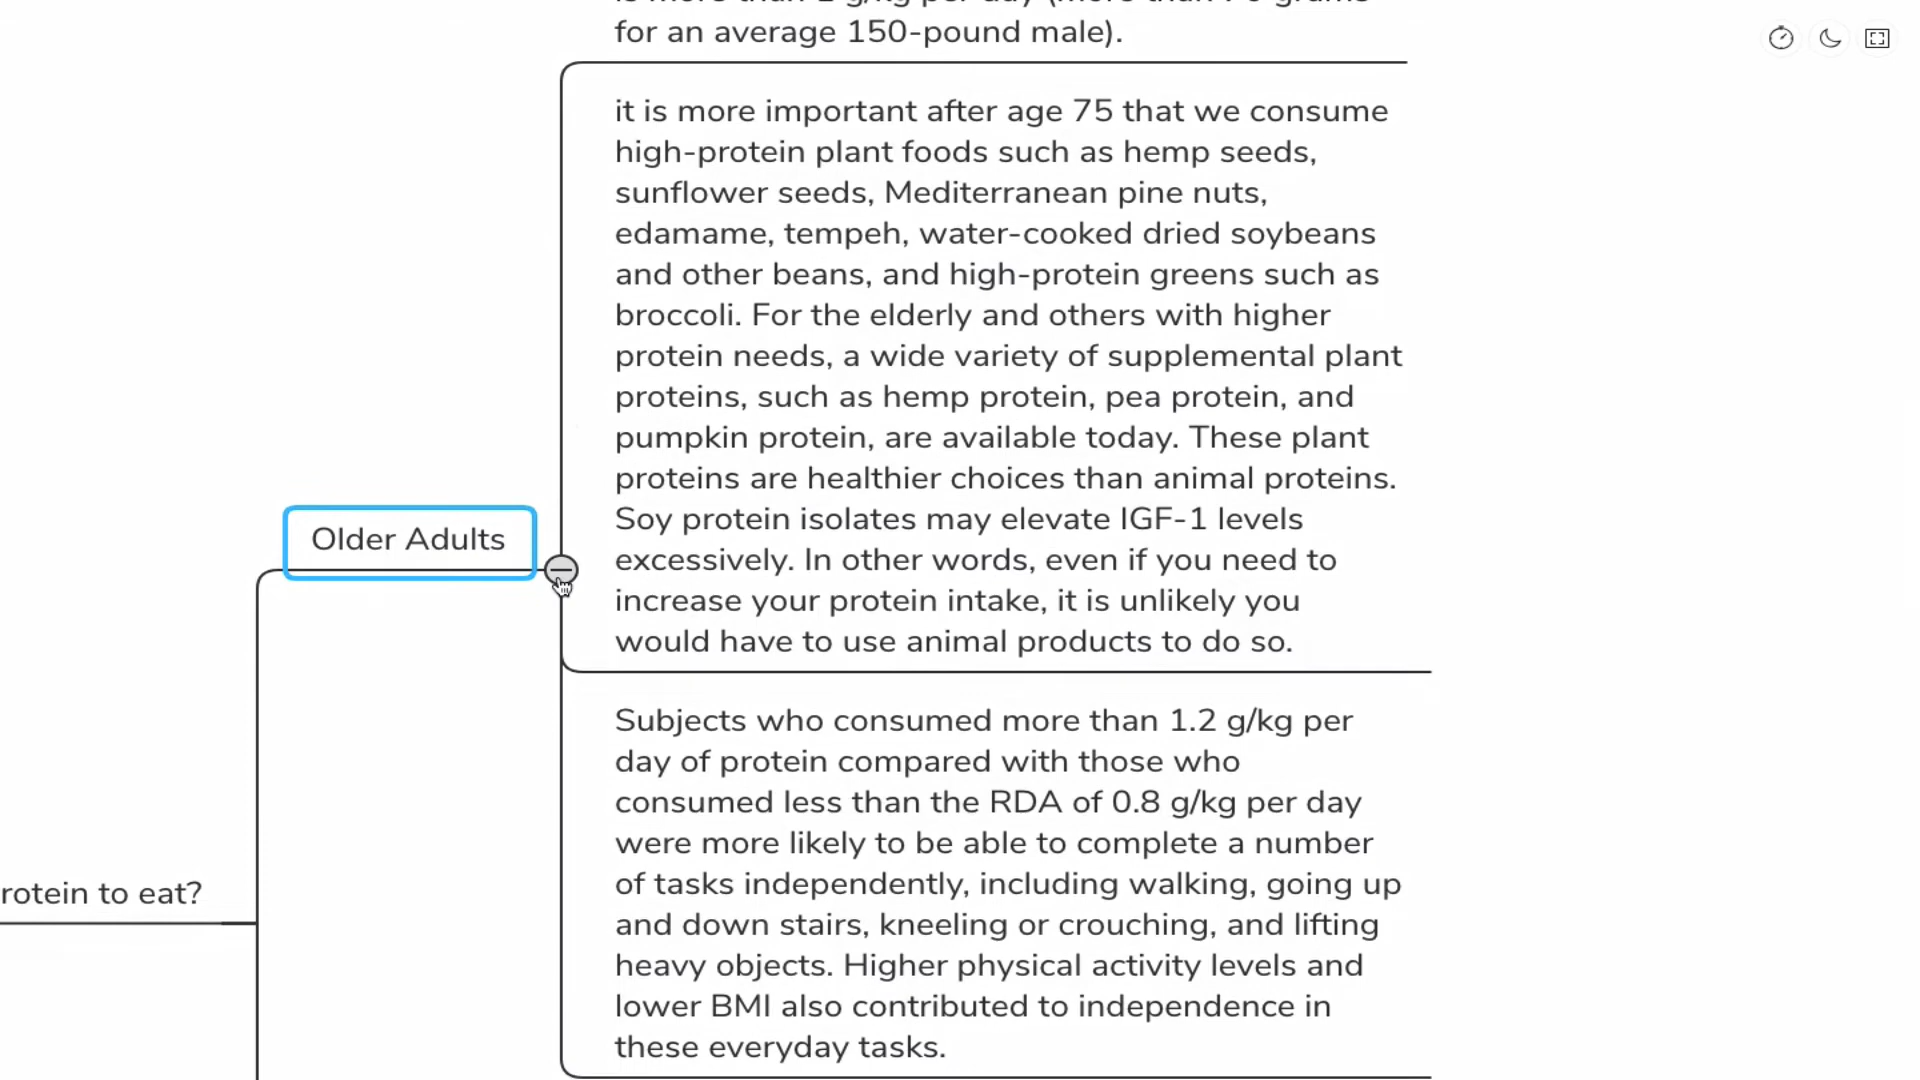 for an average 150-pound male).
it is more important after age 75 that we consume
high-protein plant foods such as hemp seeds,
sunflower seeds, Mediterranean pine nuts,
edamame, tempeh, water-cooked dried soybeans
and other beans, and high-protein greens such as
broccoli. For the elderly and others with higher
protein needs, a wide variety of supplemental plant
proteins, such as hemp protein, pea protein, and
pumpkin protein, are available today. These plant
proteins are healthier choices than animal proteins.
Soy protein isolates may elevate IGF-1 levels
excessively. In other words, even if you need to
increase your protein intake, it is unlikely you
would have to use animal products to do so.
Older Adults
Subjects who consumed more than 1.2 g/kg per
day of protein compared with those who
consumed less than the RDA of 0.8 g/kg per day
were more likely to be able to complete a number
of tasks independently, including walking, going up
and down stairs, kneeling or crouching, and lifting
heavy objects. Higher physical activity levels and
lower BMI also contributed to independence in
these everyday tasks.
rotein to eat?